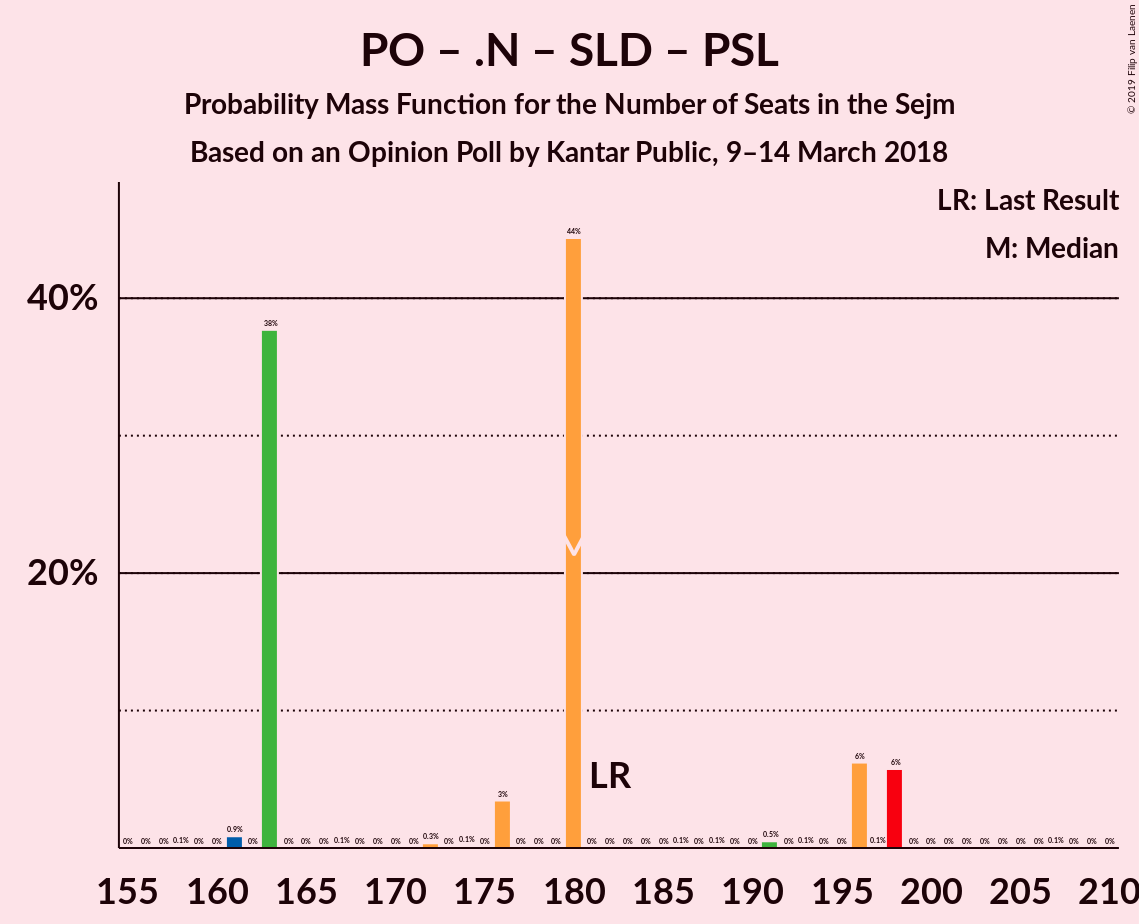 PO – .N – SLD – PSL
Probability Mass Function for the Number of Seats in the Sejm
Based on an Opinion Poll by Kantar Public, 9–14 March 2018
© 2019 Filip van Laenen
LR: Last Result
M: Median
44%
40%
38%
20%
M
LR
6% 6%
3%
0% 0% 0% 0.1% 0% 0% 0.9% 0% 0% 0% 0% 0.1% 0% 0% 0% 0% 0.3% 0% 0.1% 0% 0% 0% 0% 0% 0% 0% 0% 0% 0.1% 0% 0.1% 0% 0% 0.5% 0% 0.1% 0% 0% 0.1% 0% 0% 0% 0% 0% 0% 0% 0% 0.1% 0% 0% 0%
155 160 165 170 175 180 185 190 195 200 205 210